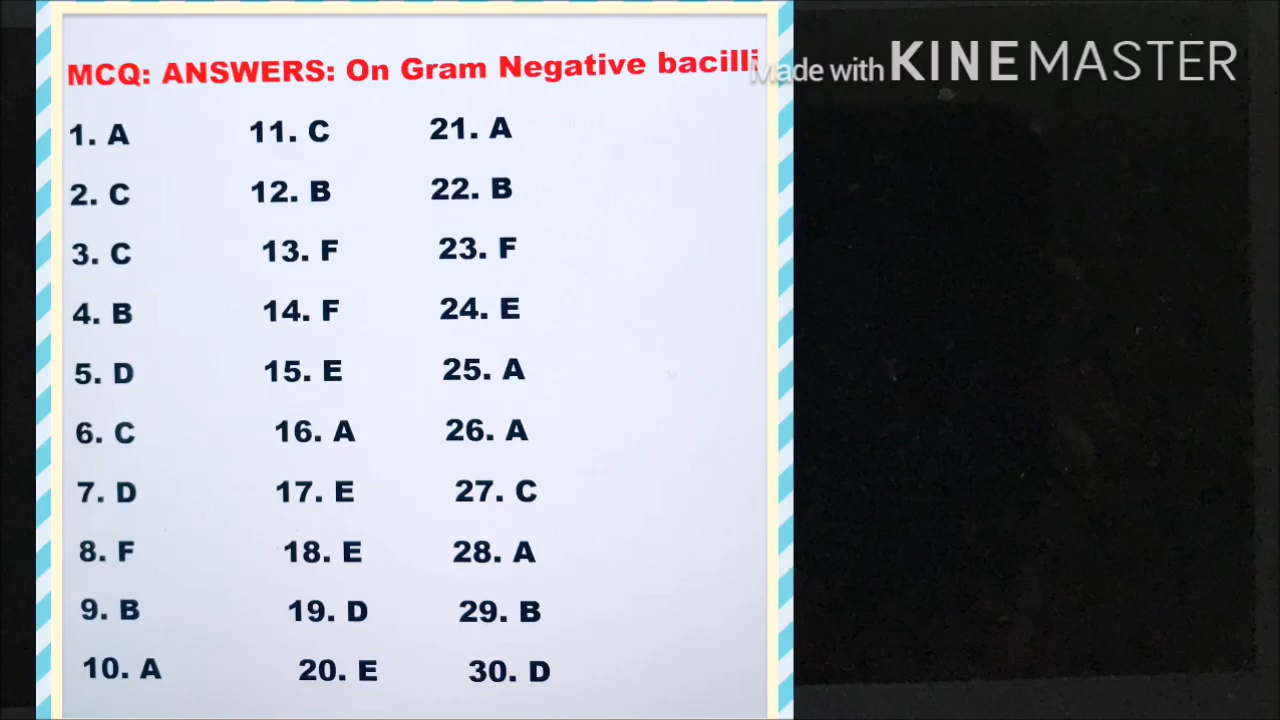 MCQ: ANSWERS: On Gram Negative bacilli
Made with KINEMASTER
1. A
2. C
3. C
4. B
5. D
6. C
7. D
8. F
9. B
10. A
11. C
12. B
13. F
14. F
15. E
16. A
17. E
18. E
19. D
20. E
21. A
22. B
23. F
24. E
25. A
26. A
27. C
28. A
29. B
30. D